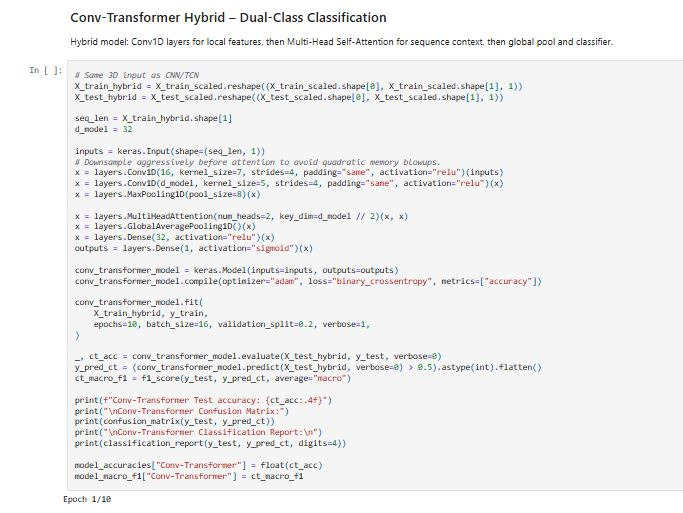 Conv-Transformer Hybrid – Dual-Class Classification
Hybrid model: Conv1D layers for local features, then Multi-Head Self-Attention for sequence context, then global pool and classifier.
In [ ]:
# Same 3D input as CNN/TCN
X_train_hybrid = X_train_scaled.reshape((X_train_scaled.shape[0], X_train_scaled.shape[1], 1))
X_test_hybrid = X_test_scaled.reshape((X_test_scaled.shape[0], X_test_scaled.shape[1], 1))
seq_len = X_train_hybrid.shape[1]
d_model = 32
inputs = keras.Input(shape=(seq_len, 1))
# Downsample aggressively before attention to avoid quadratic memory blowups.
x = layers.Conv1D(16, kernel_size=7, strides=4, padding="same", activation="relu")(inputs)
x = layers.Conv1D(d_model, kernel_size=5, strides=4, padding="same", activation="relu")(x)
x = layers.MaxPooling1D(pool_size=8)(x)
x = layers.MultiHeadAttention(num_heads=2, key_dim=d_model // 2)(x, x)
x = layers.GlobalAveragePooling1D()(x)
x = layers.Dense(32, activation="relu")(x)
outputs = layers.Dense(1, activation="sigmoid")(x)
conv_transformer_model = keras.Model(inputs=inputs, outputs=outputs)
conv_transformer_model.compile(optimizer="adam", loss="binary_crossentropy", metrics=["accuracy"])
conv_transformer_model.fit(
X_train_hybrid, y_train,
epochs=10, batch_size=16, validation_split=0.2, verbose=1,
)
_, ct_acc = conv_transformer_model.evaluate(X_test_hybrid, y_test, verbose=0)
y_pred_ct = (conv_transformer_model.predict(X_test_hybrid, verbose=0) > 0.5).astype(int).flatten()
ct_macro_f1 = f1_score(y_test, y_pred_ct, average="macro")
print(f"Conv-Transformer Test accuracy: {ct_acc:.4f}")
print("\nConv-Transformer Confusion Matrix:")
print(confusion_matrix(y_test, y_pred_ct))
print("\nConv-Transformer Classification Report:\n")
print(classification_report(y_test, y_pred_ct, digits=4))
model_accuracies["Conv-Transformer"] = float(ct_acc)
model_macro_f1["Conv-Transformer"] = ct_macro_f1
Epoch 1/10